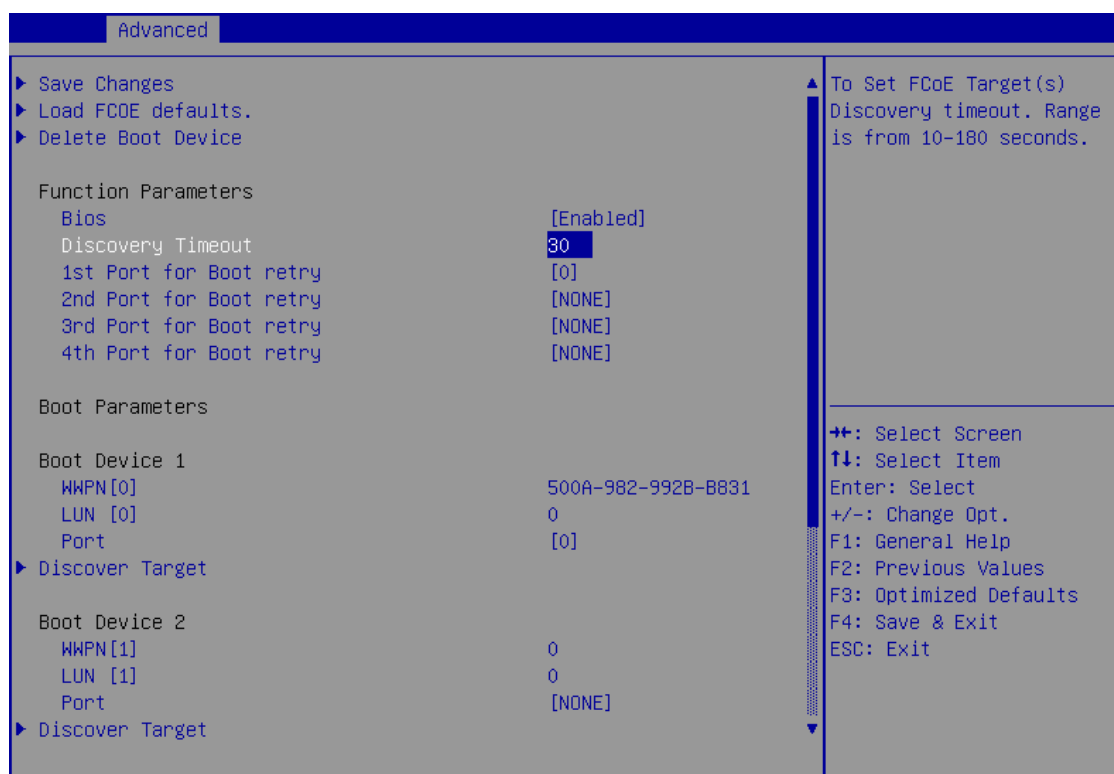 Advanced
Save Changes
Load FCOE defaults.
Delete Boot Device
Function Parameters
Bios [Enabled]
Discovery Timeout 30
1st Port for Boot retry [0]
2nd Port for Boot retry [NONE]
3rd Port for Boot retry [NONE]
4th Port for Boot retry [NONE]
Boot Parameters
Boot Device 1
WWPN[0] 500A-982-992B-B831
LUN [0] 0
Port [0]
Discover Target
Boot Device 2
WWPN[1] 0
LUN [1] 0
Port [NONE]
Discover Target
To Set FCoE Target(s)
Discovery timeout. Range
is from 10-180 seconds.
→←: Select Screen
↑↓: Select Item
Enter: Select
+/-: Change Opt.
F1: General Help
F2: Previous Values
F3: Optimized Defaults
F4: Save & Exit
ESC: Exit